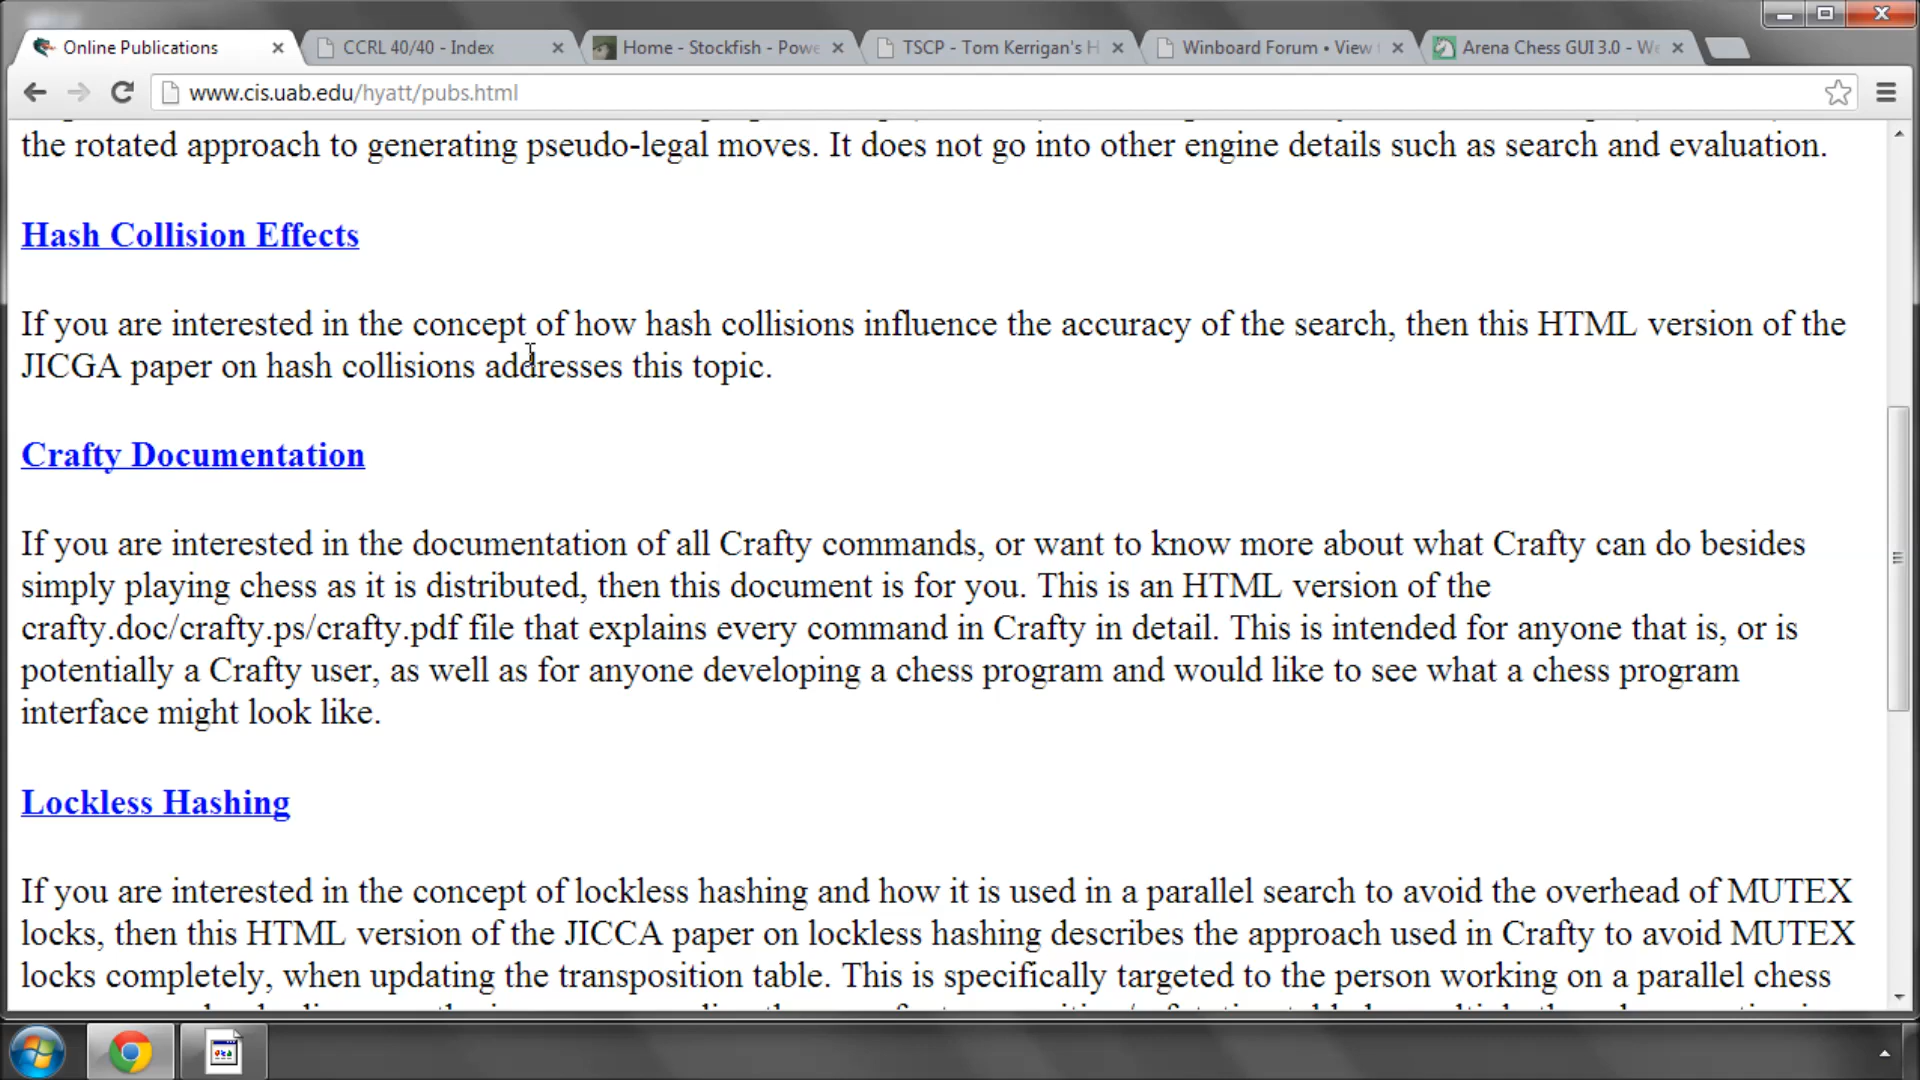 Online Publications
CCRL 40/40 - Index
Home - Stockfish - Powe
TSCP - Tom Kerrigan's H
Winboard Forum • View
Arena Chess GUI 3.0 - We
www.cis.uab.edu/hyatt/pubs.html
the rotated approach to generating pseudo-legal moves. It does not go into other engine details such as search and evaluation.
Hash Collision Effects
If you are interested in the concept of how hash collisions influence the accuracy of the search, then this HTML version of the
JICGA paper on hash collisions addresses this topic.
Crafty Documentation
If you are interested in the documentation of all Crafty commands, or want to know more about what Crafty can do besides
simply playing chess as it is distributed, then this document is for you. This is an HTML version of the
crafty.doc/crafty.ps/crafty.pdf file that explains every command in Crafty in detail. This is intended for anyone that is, or is
potentially a Crafty user, as well as for anyone developing a chess program and would like to see what a chess program
interface might look like.
Lockless Hashing
If you are interested in the concept of lockless hashing and how it is used in a parallel search to avoid the overhead of MUTEX
locks, then this HTML version of the JICCA paper on lockless hashing describes the approach used in Crafty to avoid MUTEX
locks completely, when updating the transposition table. This is specifically targeted to the person working on a parallel chess